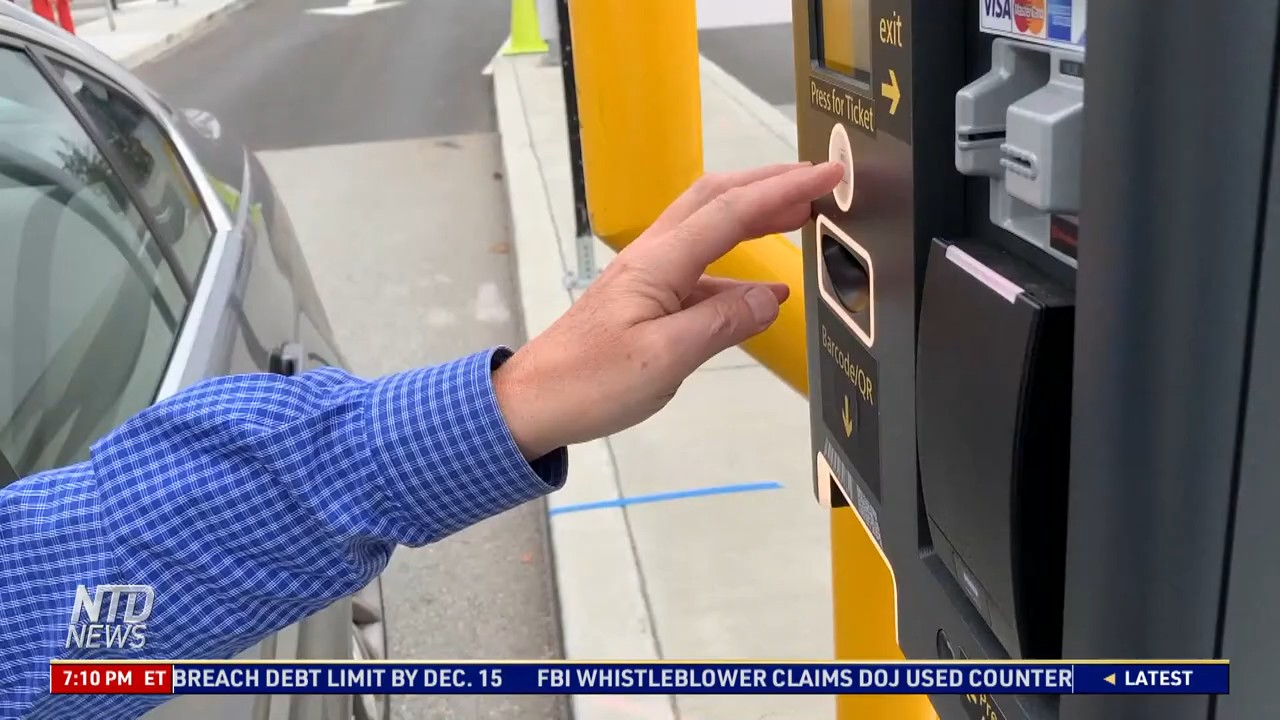 VISA MasterCard
exit
Press for Ticket
Barcode/QR
NTD
NEWS
7:10 PM ET BREACH DEBT LIMIT BY DEC. 15 FBI WHISTLEBLOWER CLAIMS DOJ USED COUNTER LATEST